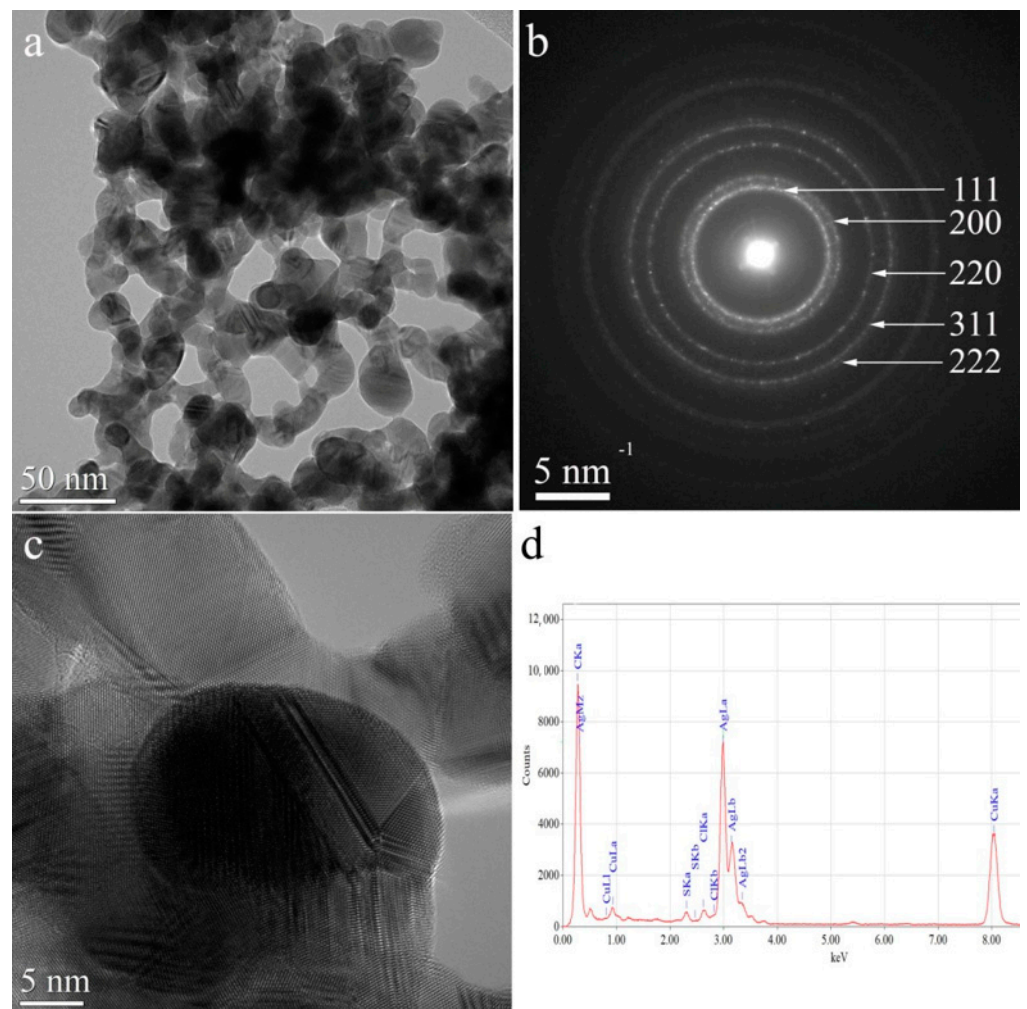 a
50 nm
b
111
200
220
311
222
5 nm -1
c
5 nm
d
12,000
10,000
8000
6000
4000
2000
0
Counts
CKa
AgMz
CuLl
CuLa
SKa
SKb
ClKa
ClKb
AgLa
AgLb
AgLb2
CuKa
0.00 1.00 2.00 3.00 4.00 5.00 6.00 7.00 8.00
keV